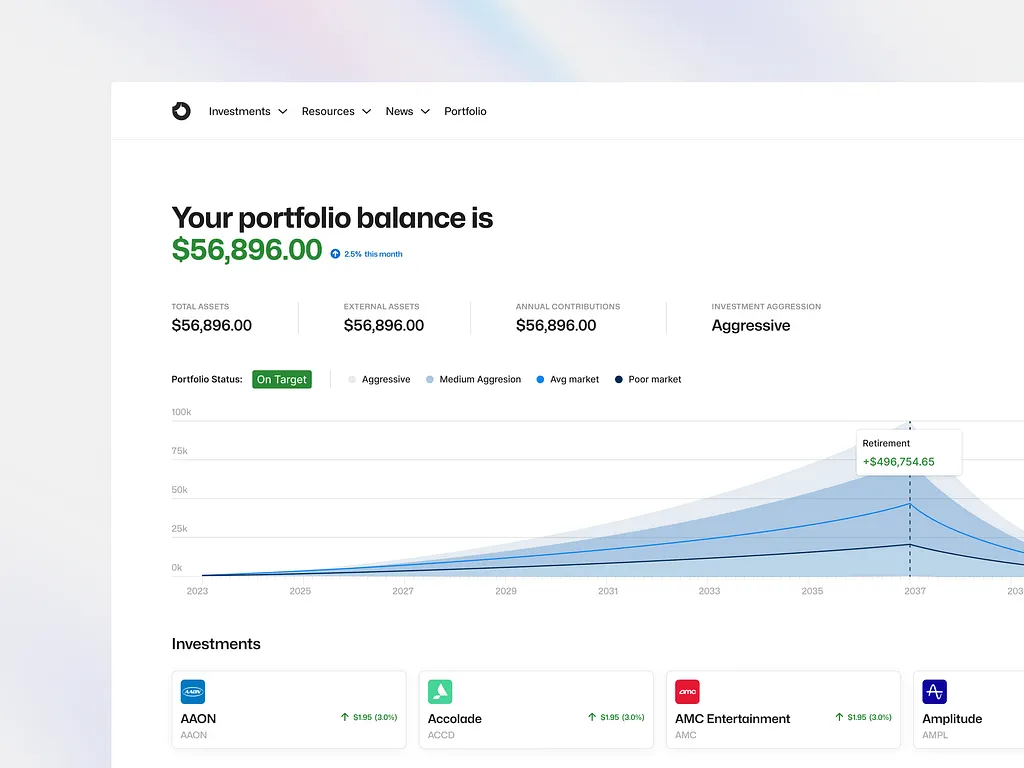 Investments Resources News Portfolio
Your portfolio balance is
$56,896.00 2.5% this month
TOTAL ASSETS EXTERNAL ASSETS ANNUAL CONTRIBUTIONS INVESTMENT AGGRESSION
$56,896.00 $56,896.00 $56,896.00 Aggressive
Portfolio Status: On Target Aggressive Medium Aggresion Avg market Poor market
100k
75k
50k
25k
0k
Retirement
+$496,754.65
2023 2025 2027 2029 2031 2033 2035 2037
Investments
AAON
AAON $1.95 (3.0%)
AAON
Accolade $1.95 (3.0%)
ACCD
amc
AMC Entertainment $1.95 (3.0%)
AMC
Amplitude
AMPL